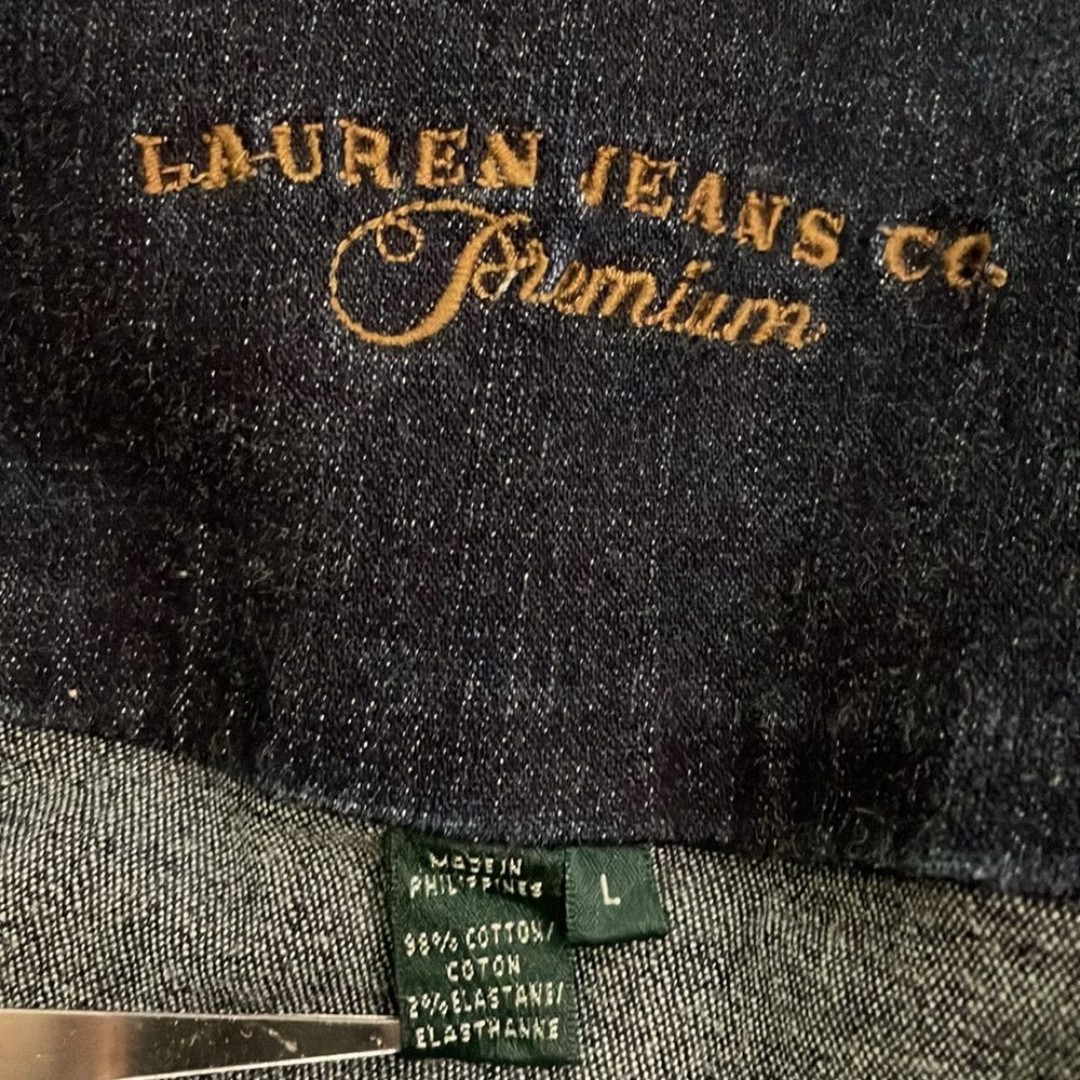 LAUREN JEANS CO.
Premium
MADE IN
PHILIPPINES
L
98% COTTON/
COTON
2% ELASTANE/
ELASTHANNE